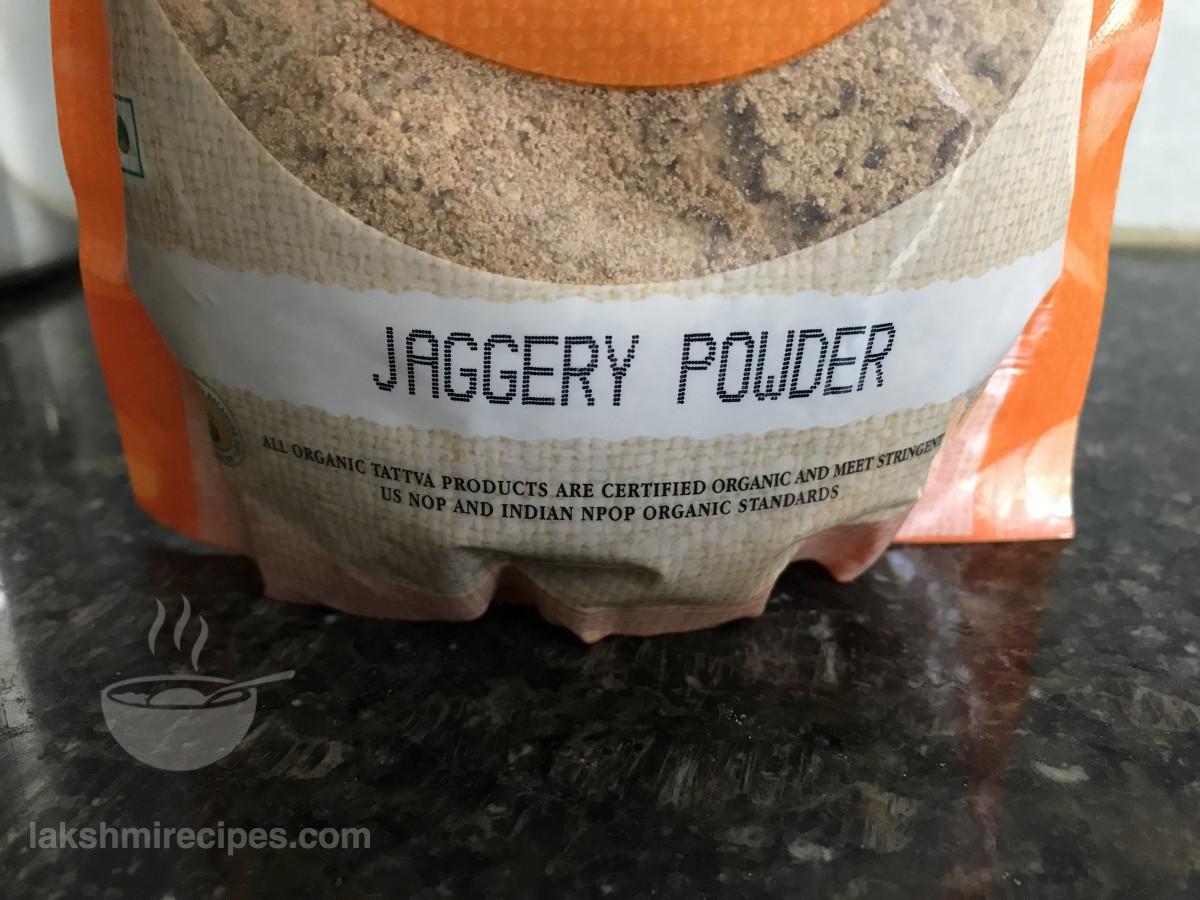 JAGGERY POWDER
ALL ORGANIC TATTVA PRODUCTS ARE CERTIFIED ORGANIC AND MEET STRINGENT
US NOP AND INDIAN NPOP ORGANIC STANDARDS
lakshmirecipes.com